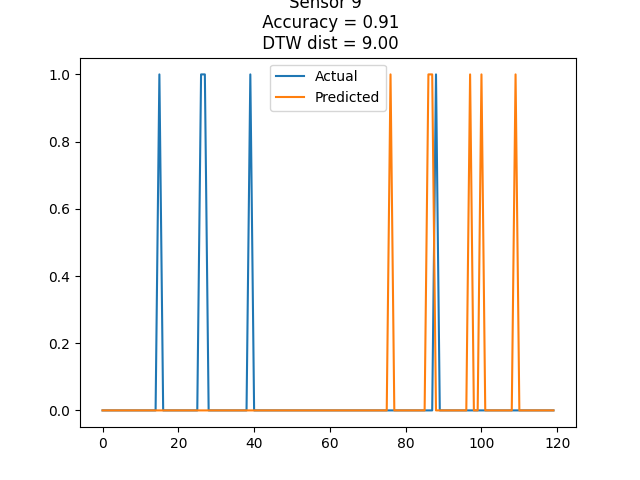 Sensor 9
Accuracy = 0.91
DTW dist = 9.00
Actual
Predicted
1.0
0.8
0.6
0.4
0.2
0.0
0 20 40 60 80 100 120